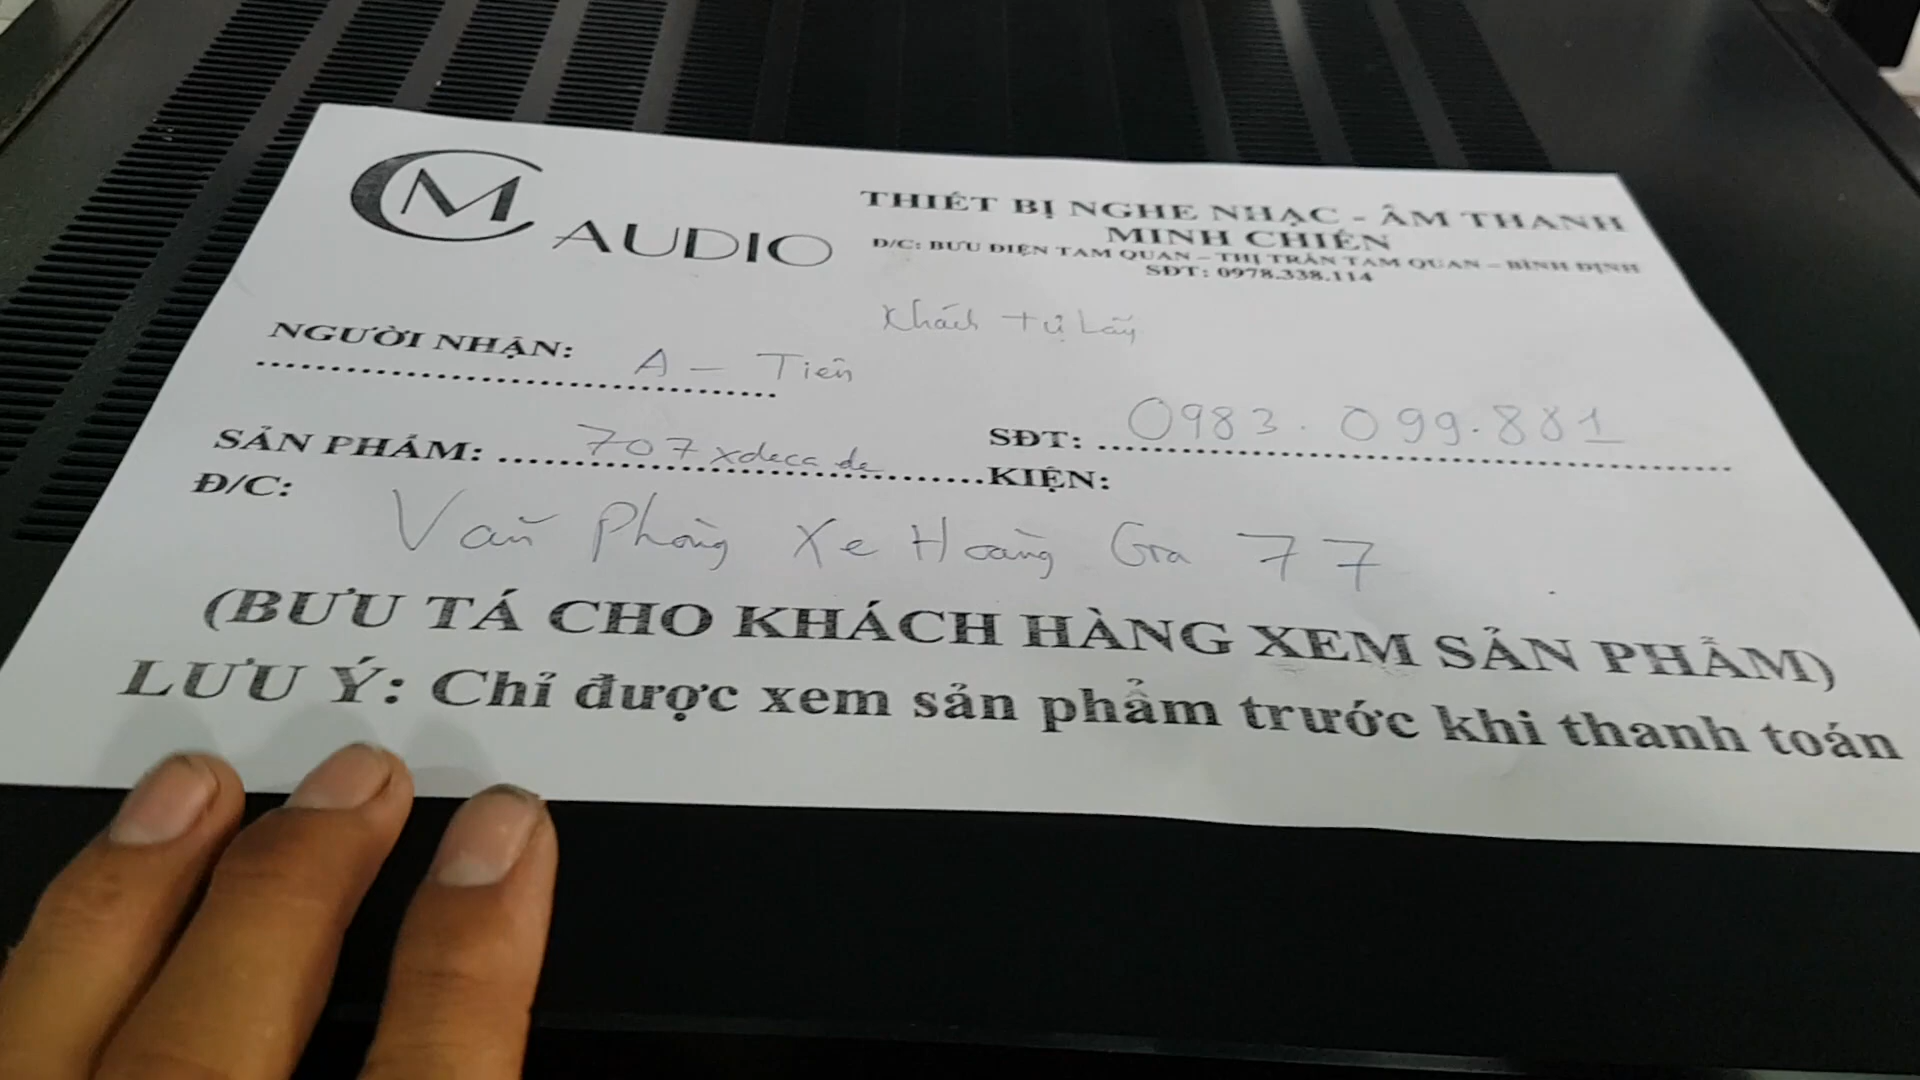 CM AUDIO
THIẾT BỊ NGHE NHẠC - ÂM THANH
MINH CHIẾN
Đ/C: BƯU ĐIỆN TAM QUAN – THỊ TRẤN TAM QUAN – BÌNH ĐỊNH
SĐT: 0978.338.114
Khách tự Lấy
NGƯỜI NHẬN: A - Tiên
SẢN PHẨM: 707 xdecade SĐT: 0983.099.881
KIỆN:
Đ/C: Văn Phòng Xe Hoàng Gia 77
(BƯU TÁ CHO KHÁCH HÀNG XEM SẢN PHẨM)
LƯU Ý: Chỉ được xem sản phẩm trước khi thanh toán